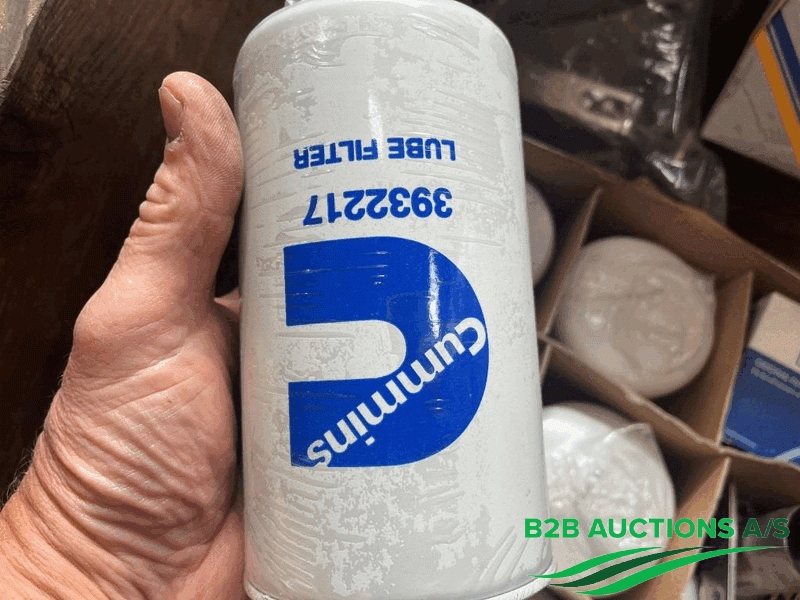 Cummins
3932217
LUBE FILTER
B2B AUCTIONS A/S